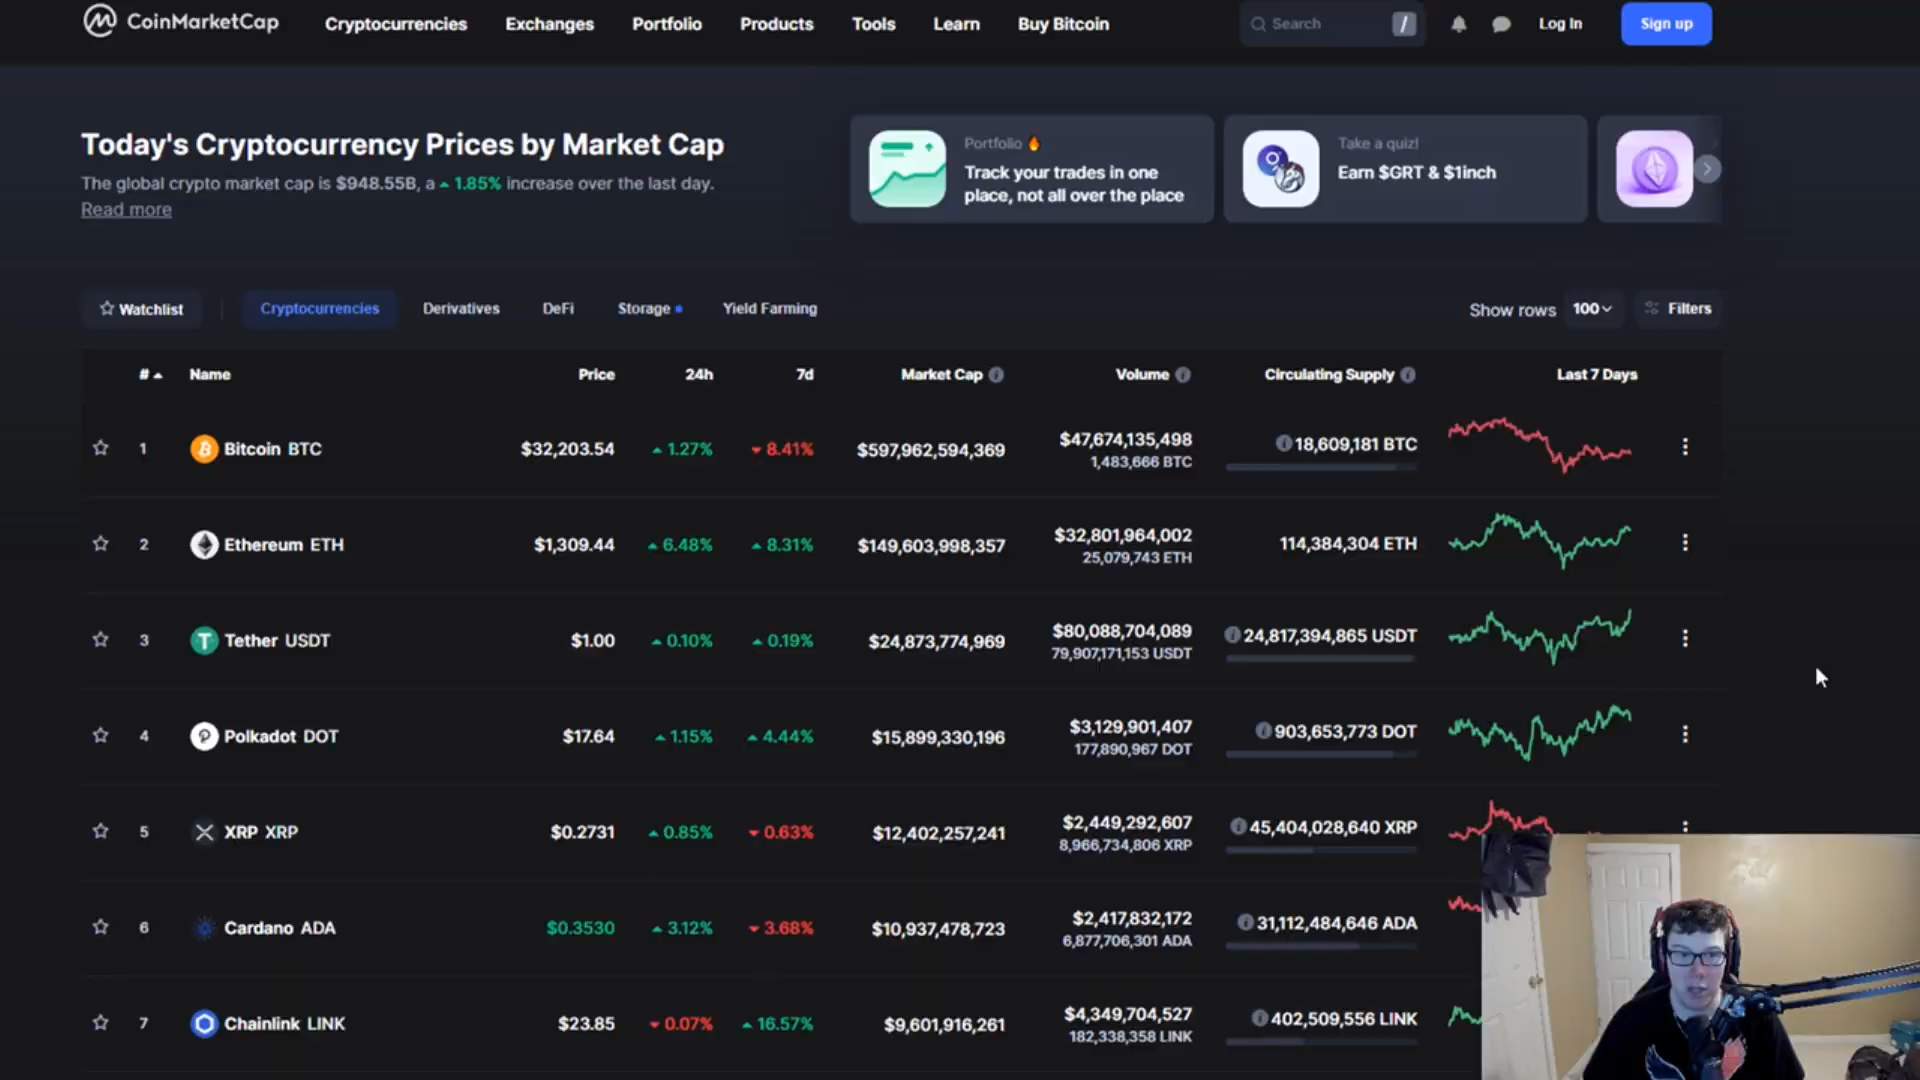 CoinMarketCap
Cryptocurrencies Exchanges Portfolio Products Tools Learn Buy Bitcoin
Search /
Log In
Sign up
Today's Cryptocurrency Prices by Market Cap
The global crypto market cap is $948.55B, a 1.85% increase over the last day.
Read more
Portfolio 🔥
Track your trades in one
place, not all over the place
Take a quiz!
Earn $GRT & $1inch
Watchlist Cryptocurrencies Derivatives DeFi Storage Yield Farming
Show rows 100 Filters
# Name Price 24h 7d Market Cap Volume Circulating Supply Last 7 Days
1 Bitcoin BTC $32,203.54 1.27% 8.41% $597,962,594,369 $47,674,135,498 18,609,181 BTC
1,483,666 BTC
2 Ethereum ETH $1,309.44 6.48% 8.31% $149,603,998,357 $32,801,964,002 114,384,304 ETH
25,079,743 ETH
3 Tether USDT $1.00 0.10% 0.19% $24,873,774,969 $80,088,704,089 24,817,394,865 USDT
79,907,171,153 USDT
4 Polkadot DOT $17.64 1.15% 4.44% $15,899,330,196 $3,129,901,407 903,653,773 DOT
177,890,967 DOT
5 XRP XRP $0.2731 0.85% 0.63% $12,402,257,241 $2,449,292,607 45,404,028,640 XRP
8,966,734,806 XRP
6 Cardano ADA $0.3530 3.12% 3.68% $10,937,478,723 $2,417,832,172 31,112,484,646 ADA
6,877,706,301 ADA
7 Chainlink LINK $23.85 0.07% 16.57% $9,601,916,261 $4,349,704,527 402,509,556 LINK
182,338,358 LINK